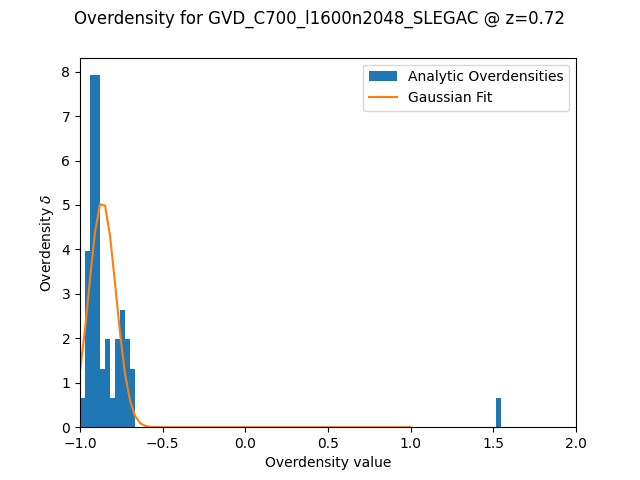 Overdensity for GVD_C700_l1600n2048_SLEGAC @ z=0.72
Analytic Overdensities
Gaussian Fit
8
7
6
5
4
3
2
1
0
Overdensity δ
−1.0 −0.5 0.0 0.5 1.0 1.5 2.0
Overdensity value